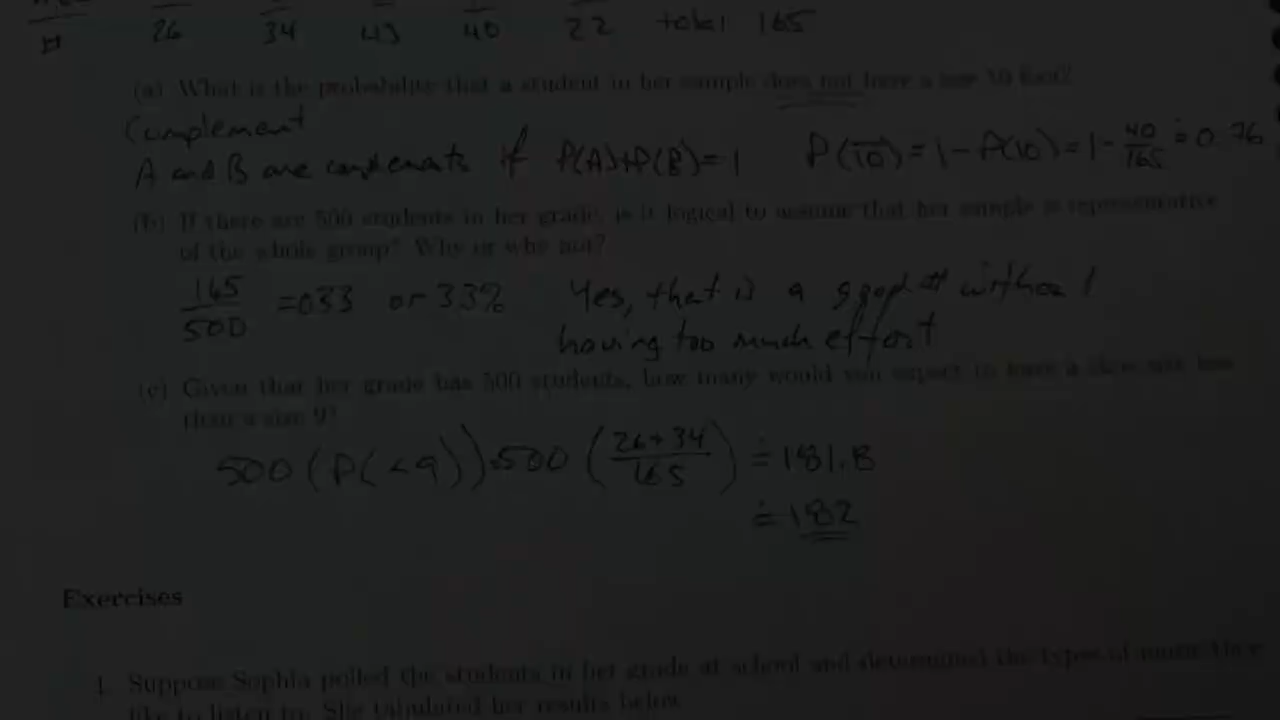 # 26 34 43 40 22 total 165
(a) What is the probability that a student in her sample does not have a size 10 foot?
Complement
A and B are complements if P(A)+P(B)=1 P(10̅)=1-P(10)=1-40/165≐0.76
(b) If there are 500 students in her grade, is it logical to assume that her sample is representative
of the whole group? Why or why not?
165/500 =033 or 33% Yes, that is a good # without
having too much effort
(c) Given that her grade has 500 students, how many would you expect to have a shoe size less
than a size 9?
500(P(<9))=500(26+34/165)≐181.8
≐182
Exercises
1. Suppose Sophia polled the students in her grade at school and determined the types of music they
like to listen to. She tabulated her results below.